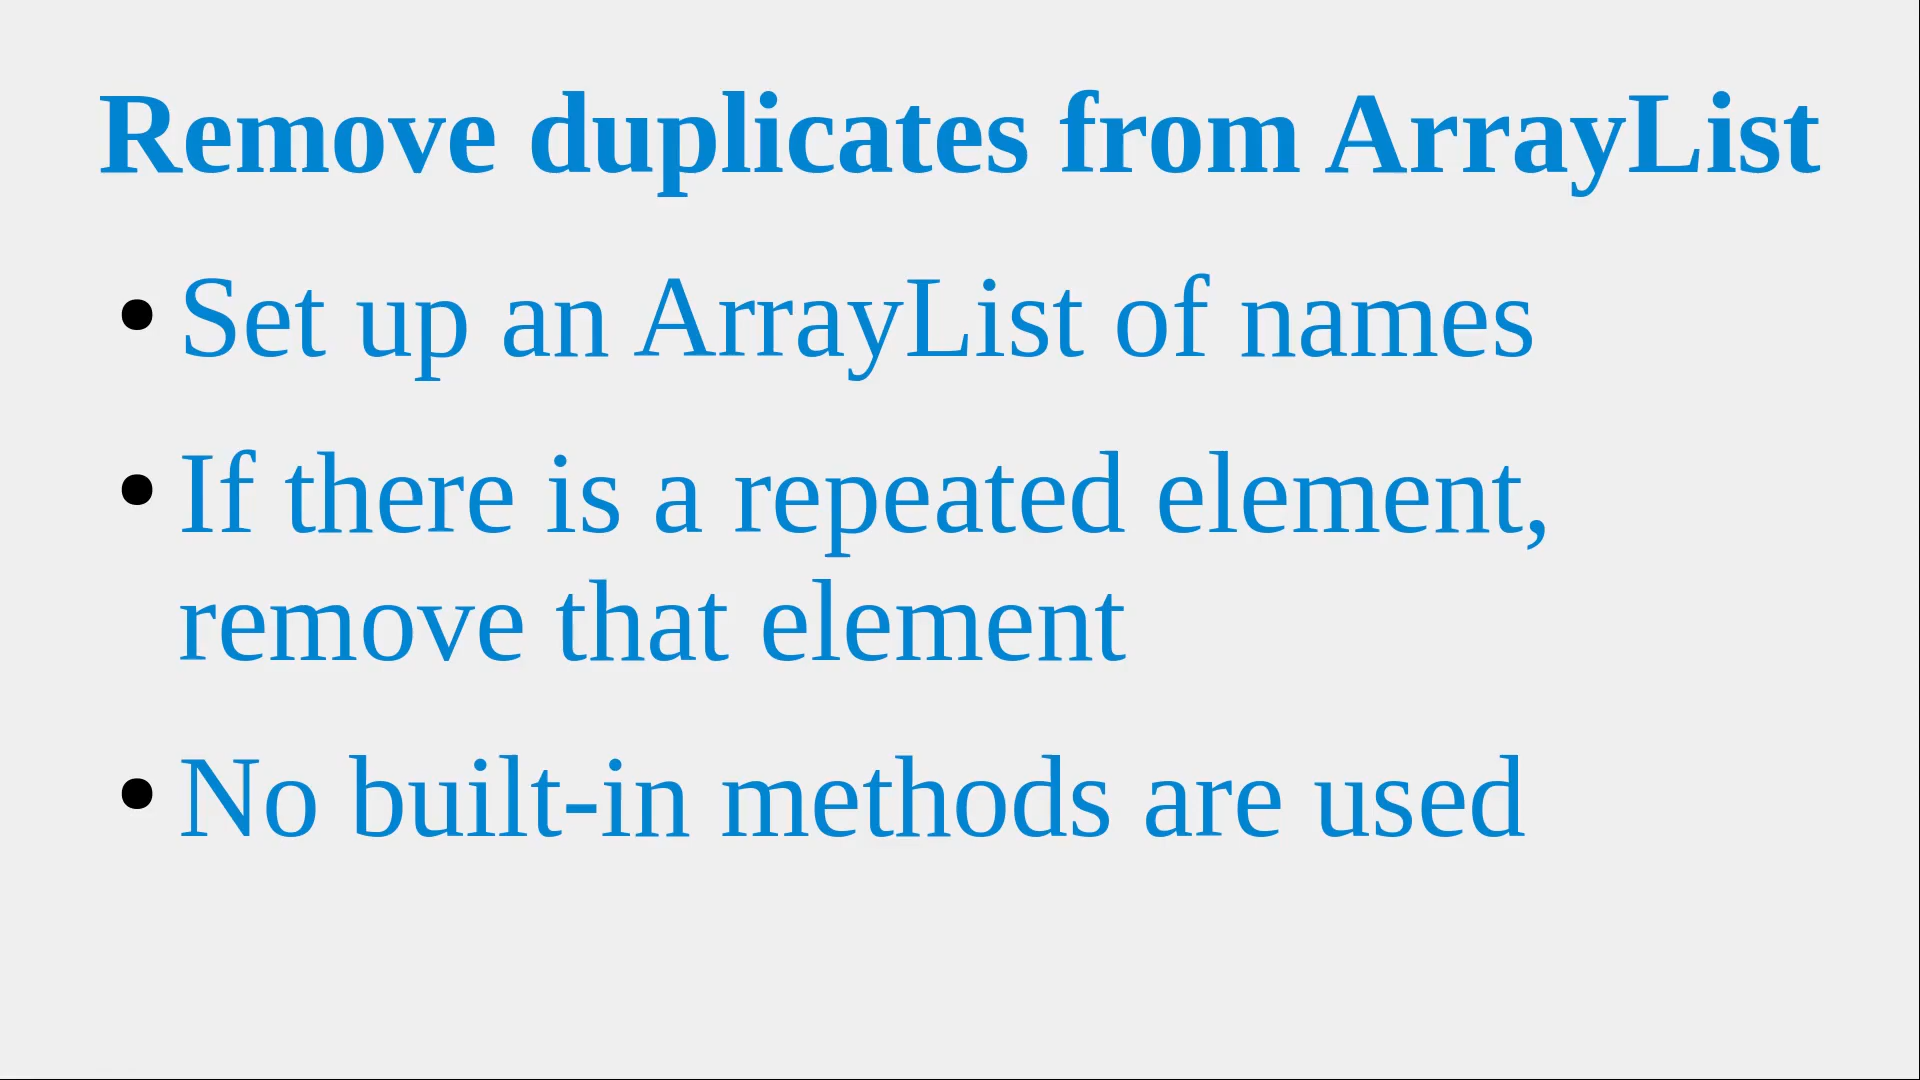 Remove duplicates from ArrayList
• Set up an ArrayList of names
• If there is a repeated element,
remove that element
• No built-in methods are used